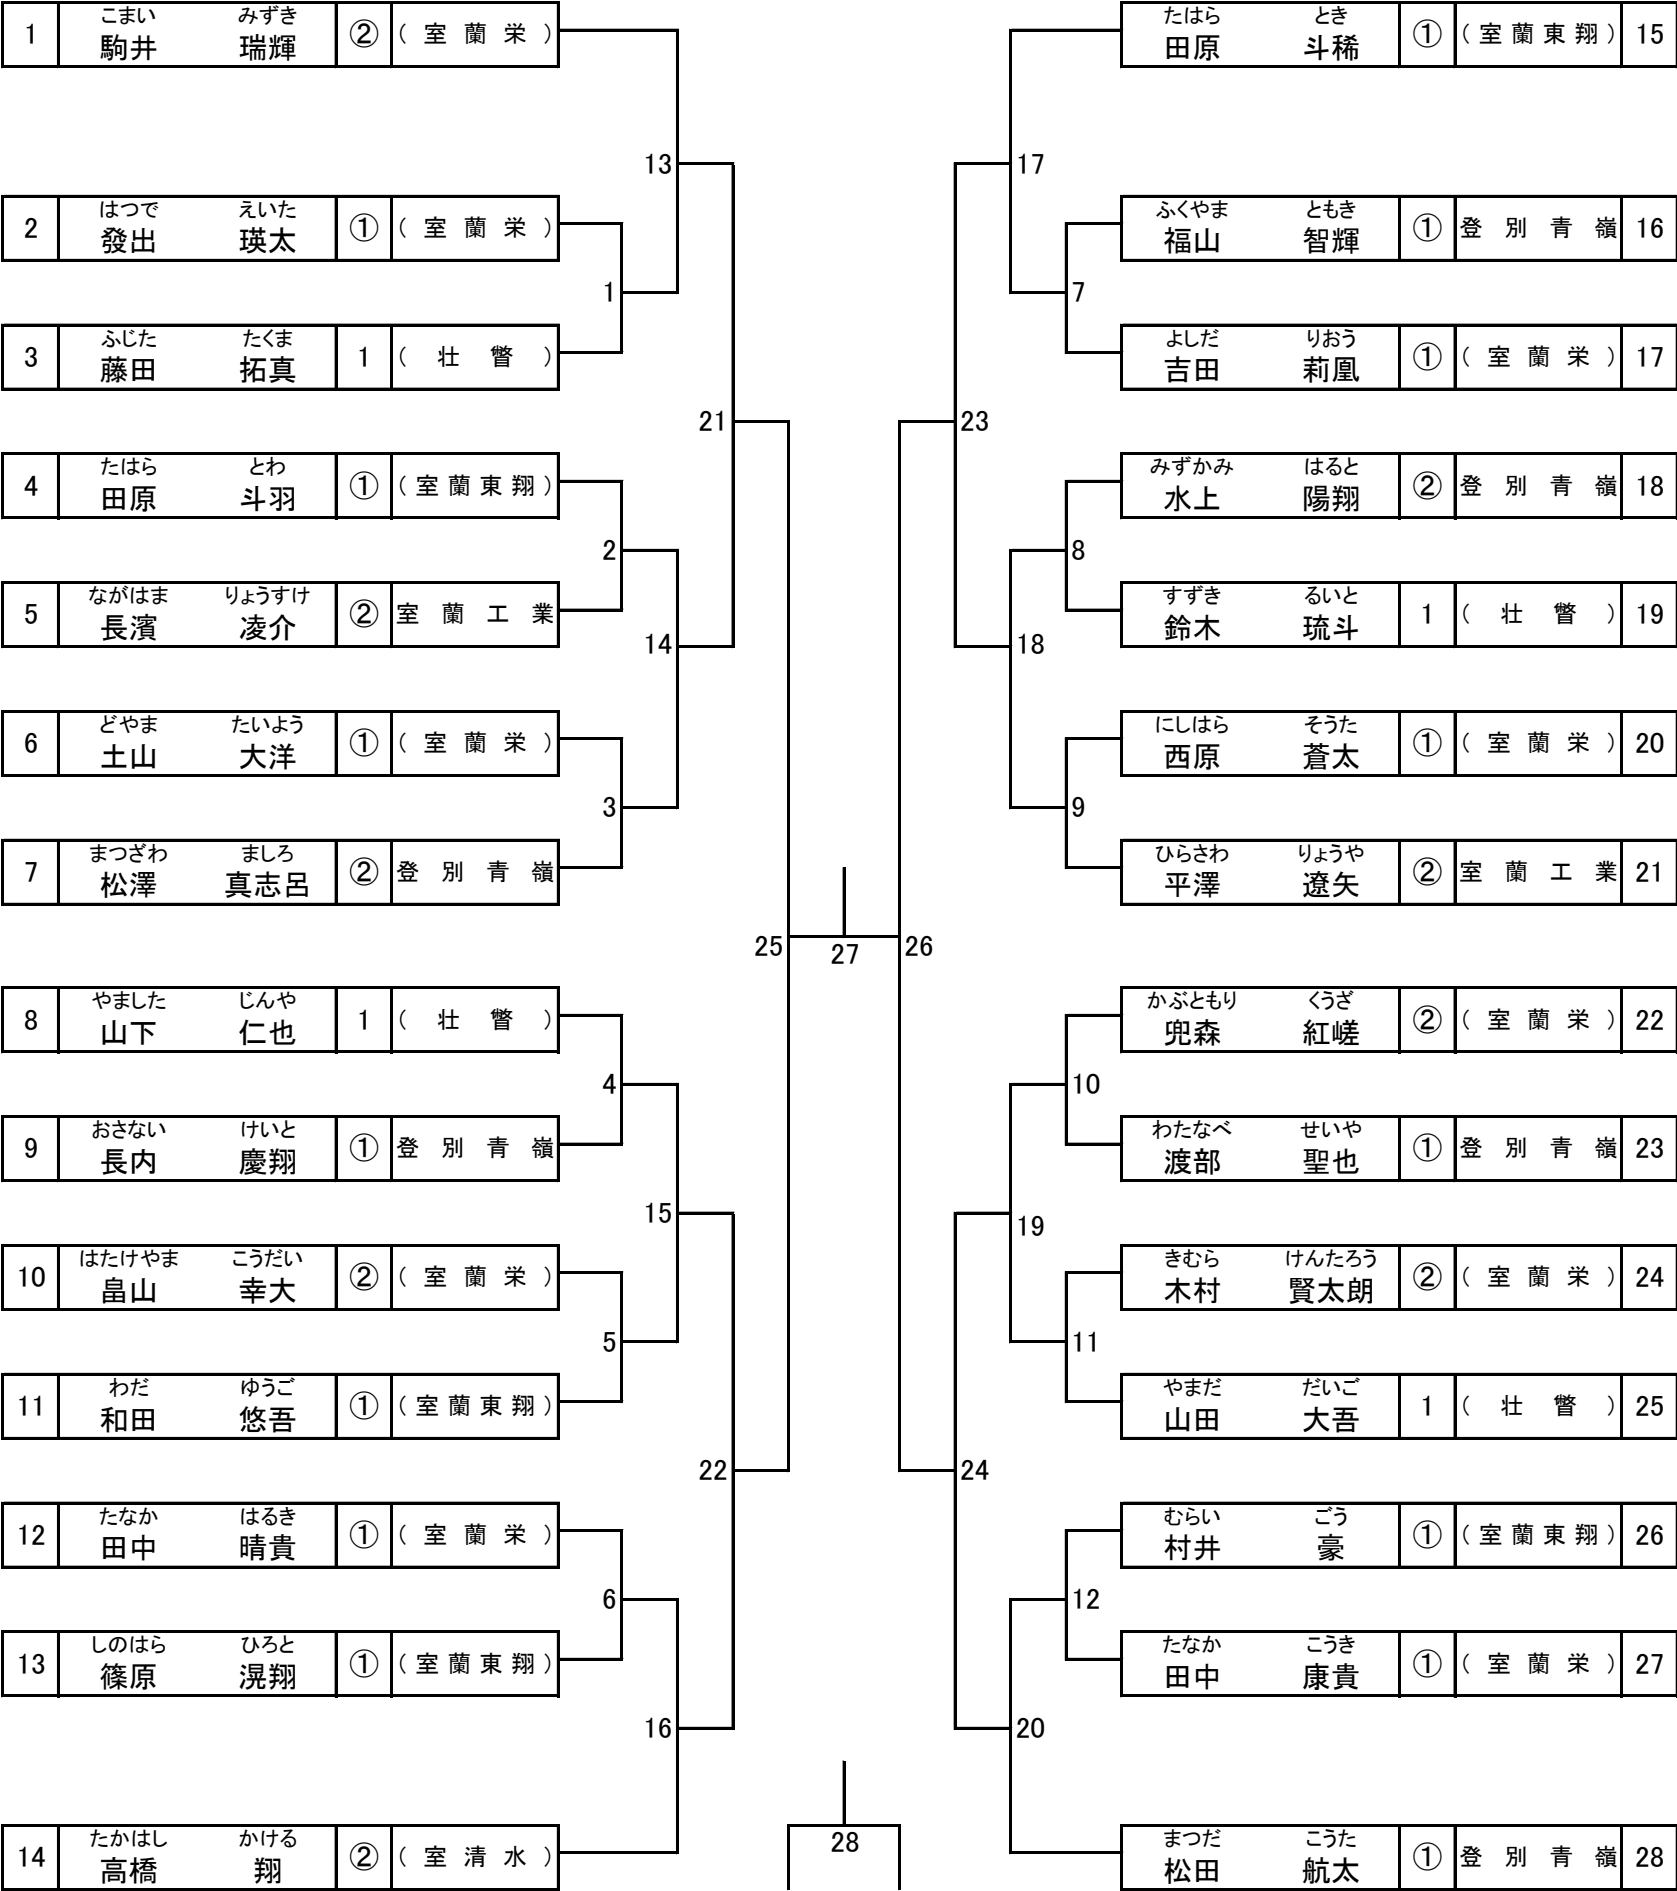 こまい みずき
1 駒井 瑞輝 ② (室蘭栄)
はつで えいた
2 發出 瑛太 ① (室蘭栄)
ふじた たくま
3 藤田 拓真 1 (壮瞥)
たはら とわ
4 田原 斗羽 ① (室蘭東翔)
ながはま りょうすけ
5 長濱 凌介 ② 室蘭工業
どやま たいよう
6 土山 大洋 ① (室蘭栄)
まつざわ ましろ
7 松澤 真志呂 ② 登別青嶺
やました じんや
8 山下 仁也 1 (壮瞥)
おさない けいと
9 長内 慶翔 ① 登別青嶺
はたけやま こうだい
10 畠山 幸大 ② (室蘭栄)
わだ ゆうご
11 和田 悠吾 ① (室蘭東翔)
たなか はるき
12 田中 晴貴 ① (室蘭栄)
しのはら ひろと
13 篠原 滉翔 ① (室蘭東翔)
たかはし かける
14 高橋 翔 ② (室清水)
13
1
21
2
14
3
25
4
15
5
22
6
16
27
28
17
7
23
8
18
9
26
10
19
11
24
12
20
たはら とき
田原 斗稀 ① (室蘭東翔) 15
ふくやま ともき
福山 智輝 ① 登別青嶺 16
よしだ りおう
吉田 莉凰 ① (室蘭栄) 17
みずかみ はると
水上 陽翔 ② 登別青嶺 18
すずき るいと
鈴木 琉斗 1 (壮瞥) 19
にしはら そうた
西原 蒼太 ① (室蘭栄) 20
ひらさわ りょうや
平澤 遼矢 ② 室蘭工業 21
かぶともり くうざ
兜森 紅嵯 ② (室蘭栄) 22
わたなべ せいや
渡部 聖也 ① 登別青嶺 23
きむら けんたろう
木村 賢太朗 ② (室蘭栄) 24
やまだ だいご
山田 大吾 1 (壮瞥) 25
むらい ごう
村井 豪 ① (室蘭東翔) 26
たなか こうき
田中 康貴 ① (室蘭栄) 27
まつだ こうた
松田 航太 ① 登別青嶺 28